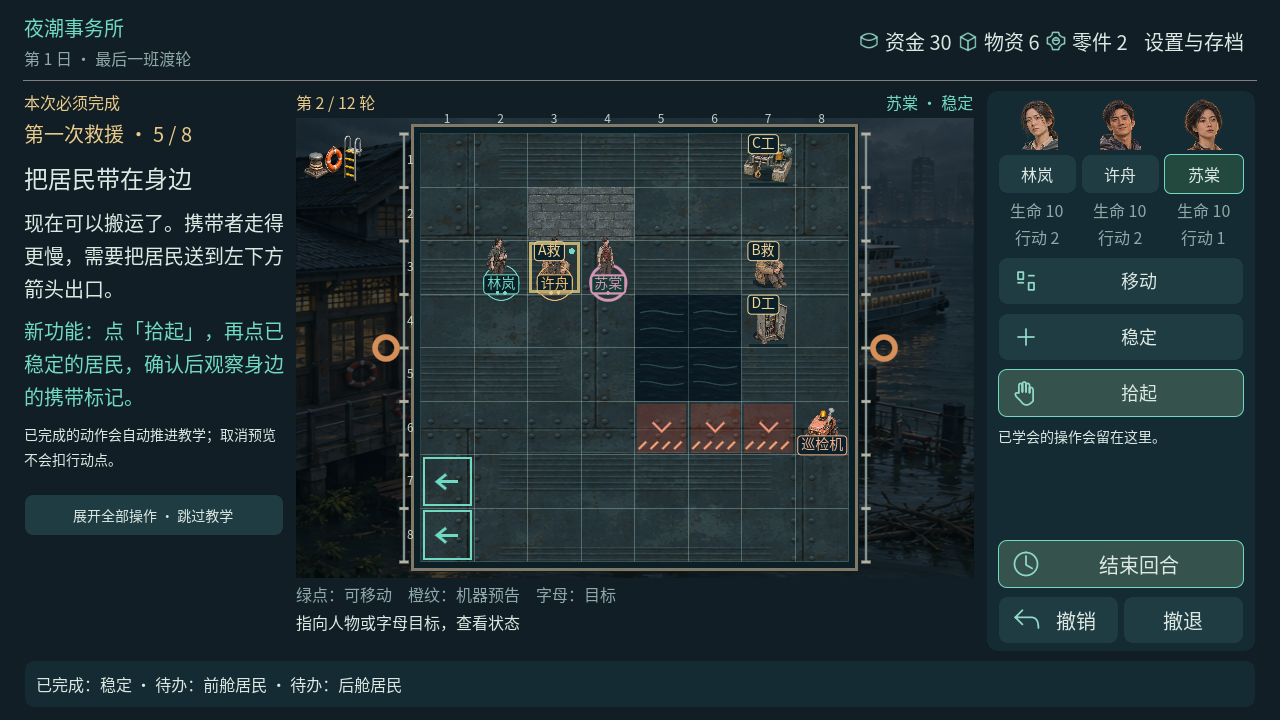 夜潮事务所
第 1 日 · 最后一班渡轮
资金 30 物资 6 零件 2 设置与存档
本次必须完成
第一次救援 · 5 / 8
把居民带在身边
现在可以搬运了。携带者走得
更慢，需要把居民送到左下方
箭头出口。
新功能：点「拾起」，再点已
稳定的居民，确认后观察身边
的携带标记。
已完成的动作会自动推进教学；取消预览
不会扣行动点。
展开全部操作 · 跳过教学
第 2 / 12 轮
苏棠 · 稳定
1 2 3 4 5 6 7 8
1
C工
2
3
A救
B救
林岚
许舟
苏棠
4
D工
5
6
巡检机
7
8
绿点：可移动 橙纹：机器预告 字母：目标
指向人物或字母目标，查看状态
林岚 许舟 苏棠
生命 10 生命 10 生命 10
行动 2 行动 2 行动 1
移动
稳定
拾起
已学会的操作会留在这里。
结束回合
撤销 撤退
已完成：稳定 · 待办：前舱居民 · 待办：后舱居民